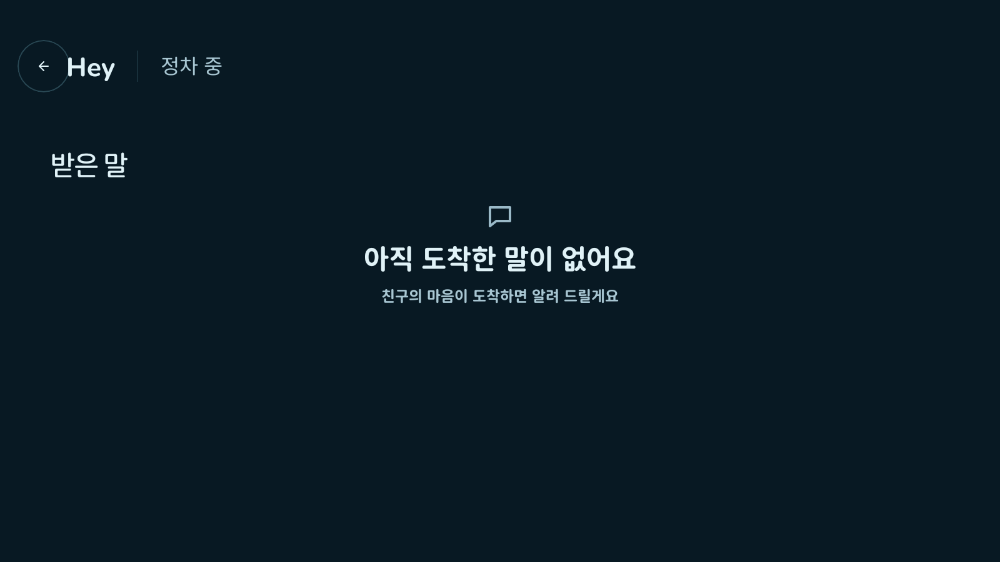 Hey 정차 중
받은 말
아직 도착한 말이 없어요
친구의 마음이 도착하면 알려 드릴게요